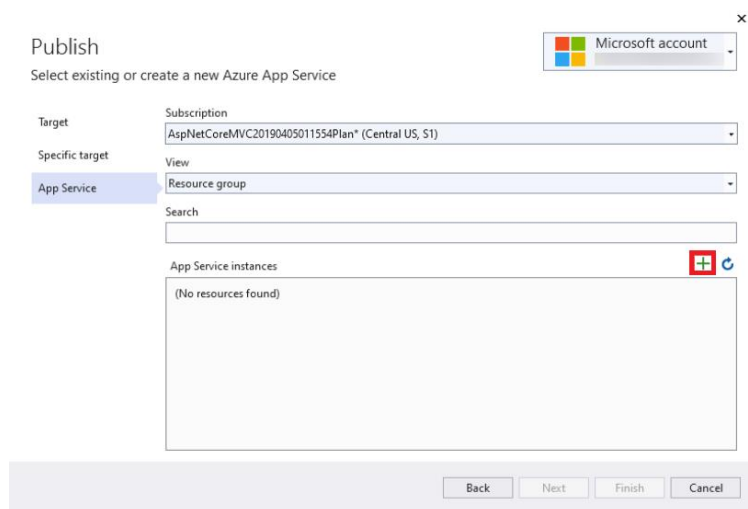 Publish
Microsoft account
Select existing or create a new Azure App Service
Target
Specific target
App Service
Subscription
AspNetCoreMVC20190405011554Plan* (Central US, S1)
View
Resource group
Search
App Service instances
(No resources found)
Back
Next
Finish
Cancel